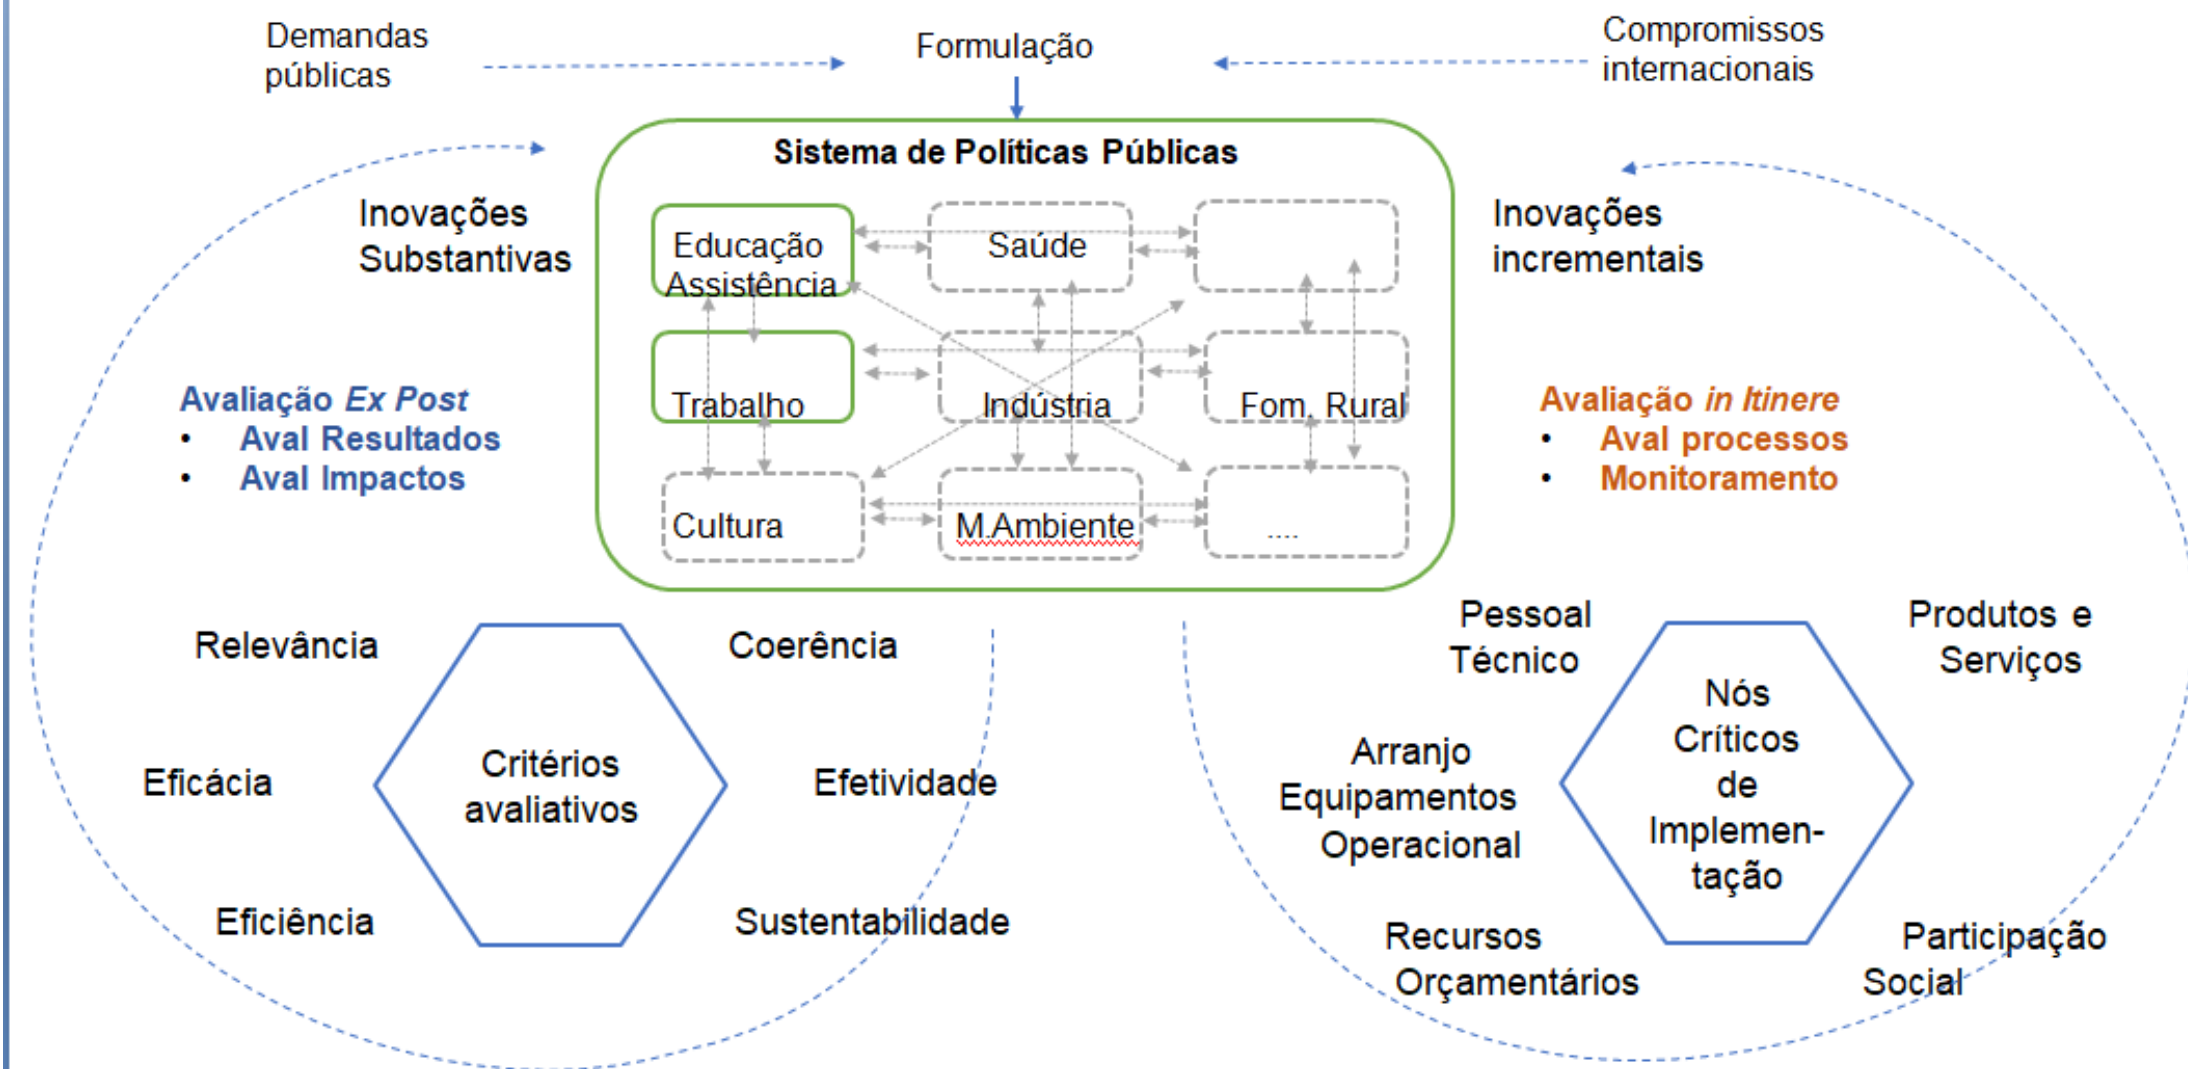 Demandas
públicas
Formulação
Compromissos
internacionais
Sistema de Políticas Públicas
Inovações
Substantivas
Educação
Assistência
Saúde
Inovações
incrementais
Trabalho
Indústria
Fom. Rural
Cultura
M.Ambiente
....
Avaliação Ex Post
• Aval Resultados
• Aval Impactos
Avaliação in Itinere
• Aval processos
• Monitoramento
Relevância
Coerência
Eficácia
Critérios
avaliativos
Efetividade
Eficiência
Sustentabilidade
Pessoal
Técnico
Produtos e
Serviços
Nós
Críticos
de
Implemen-
tação
Arranjo
Equipamentos
Operacional
Recursos
Orçamentários
Participação
Social